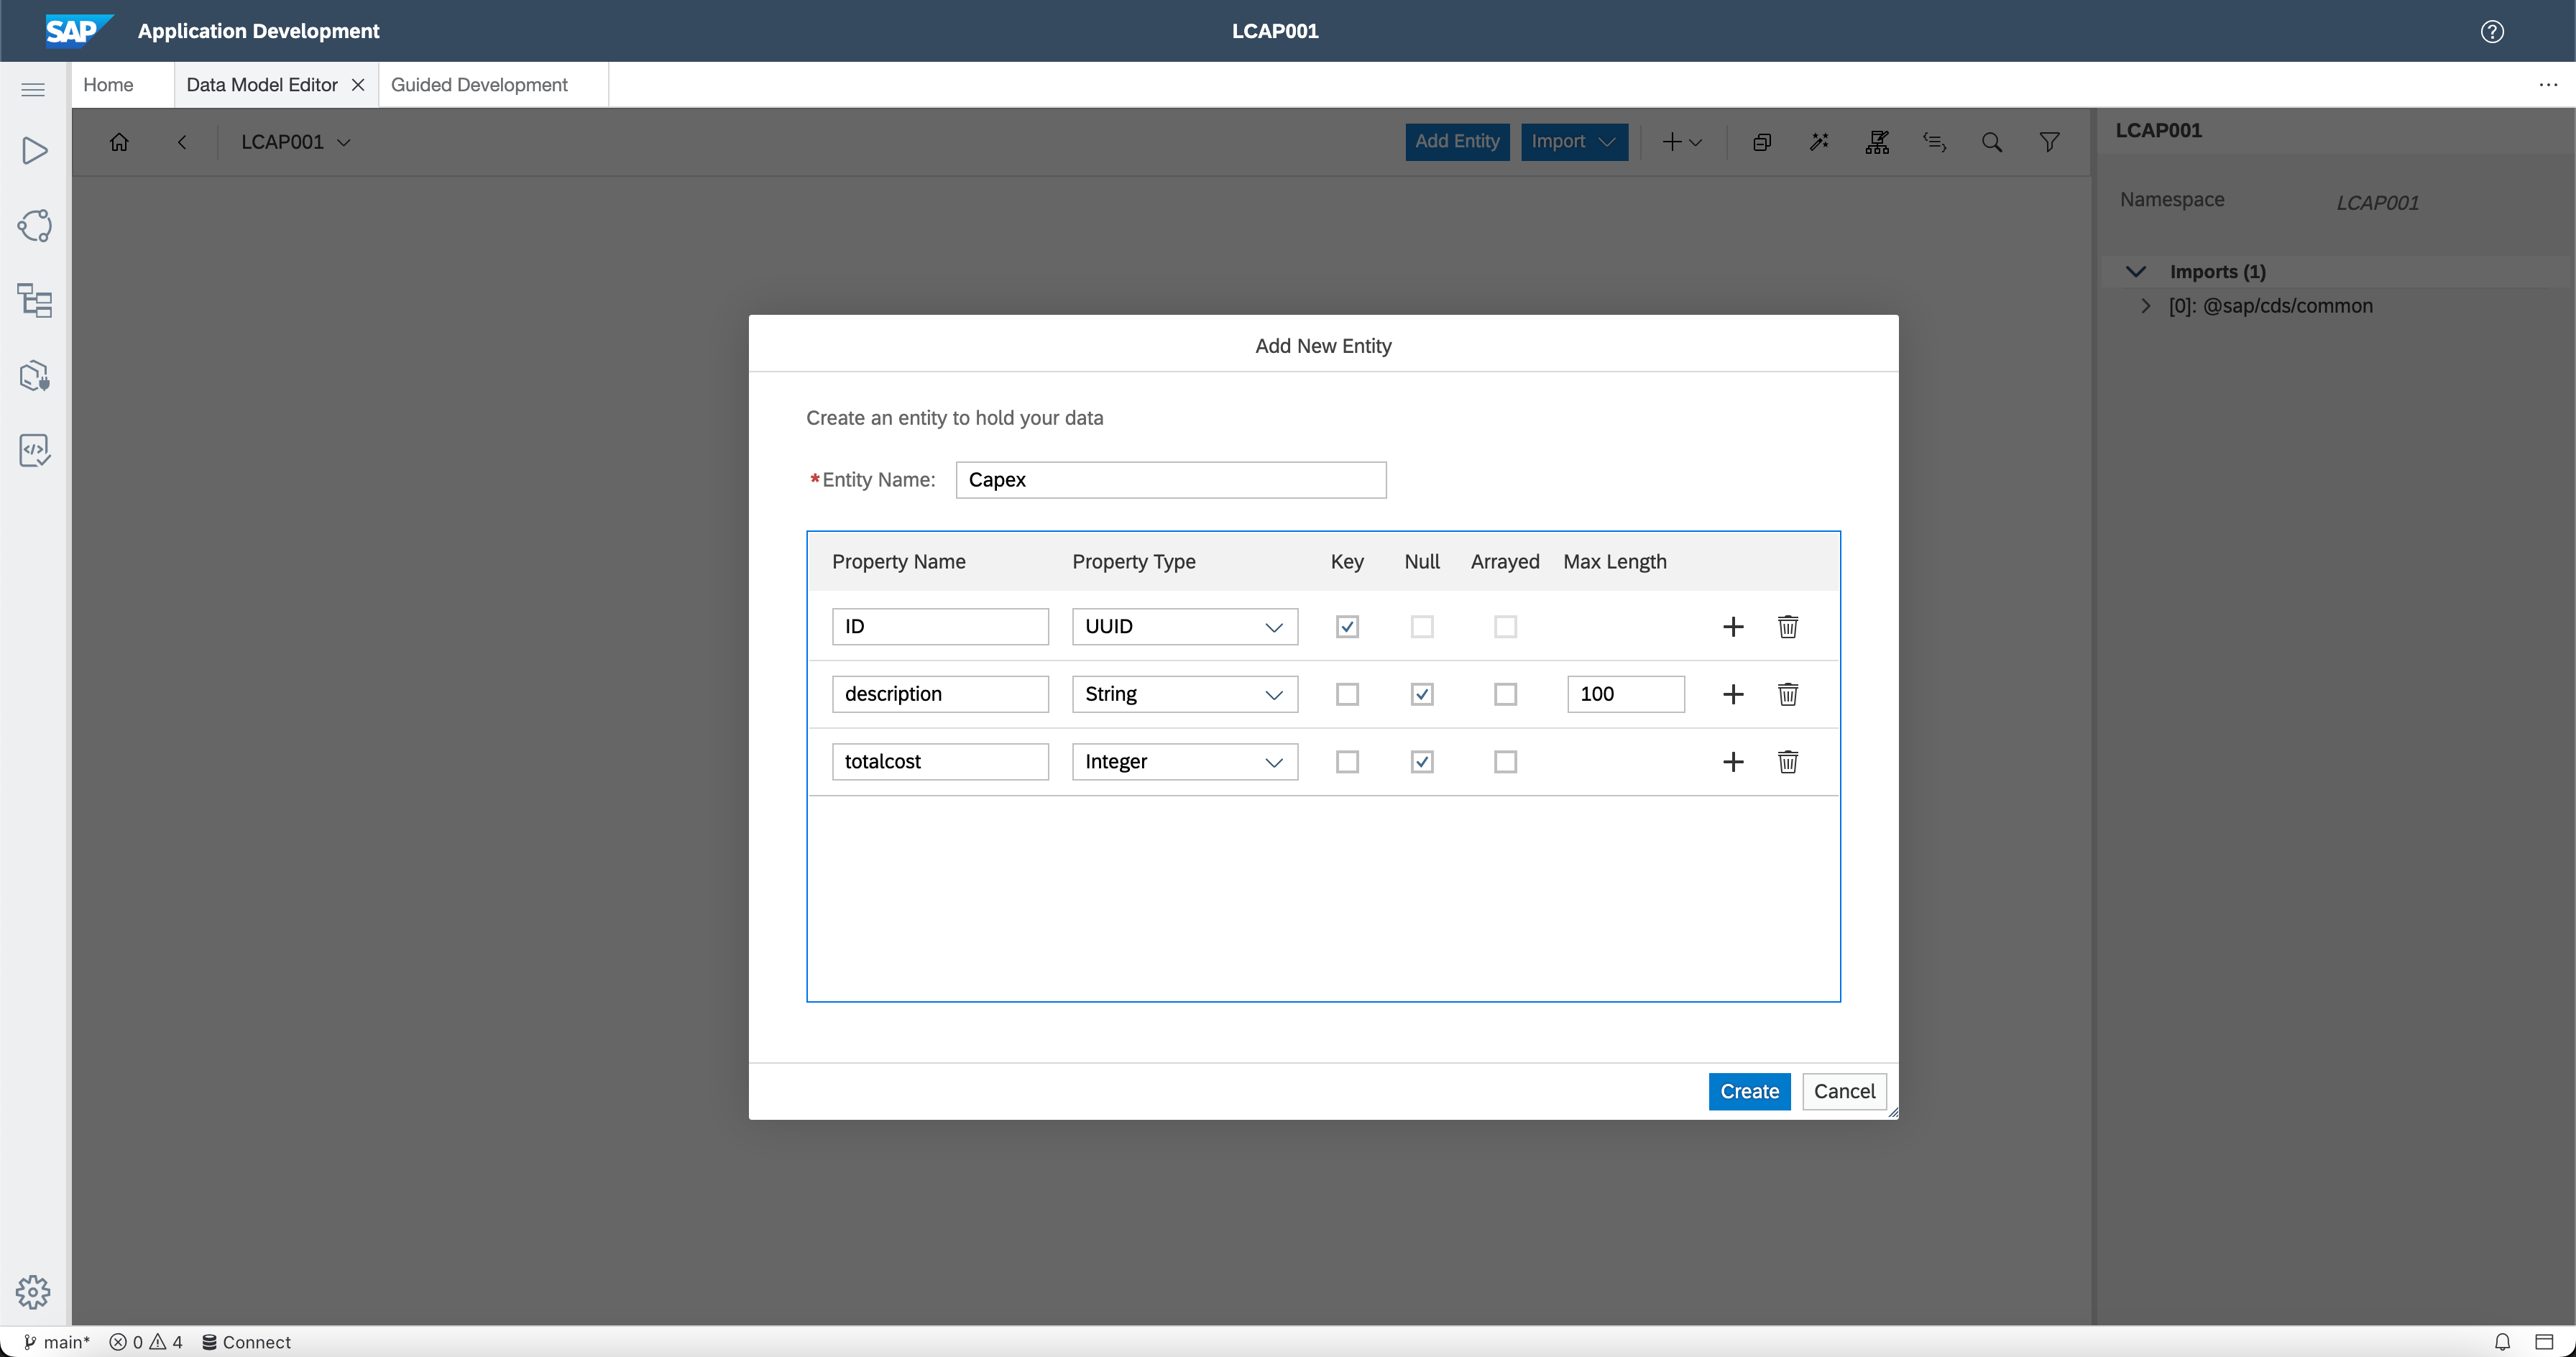 SAP Application Development LCAP001
Home Data Model Editor Guided Development
LCAP001 Add Entity Import
LCAP001
Namespace LCAP001
Imports (1)
[0]: @sap/cds/common
Add New Entity
Create an entity to hold your data
*Entity Name: Capex
Property Name Property Type Key Null Arrayed Max Length
ID UUID
description String 100
totalcost Integer
Create Cancel
main* 0 4 Connect